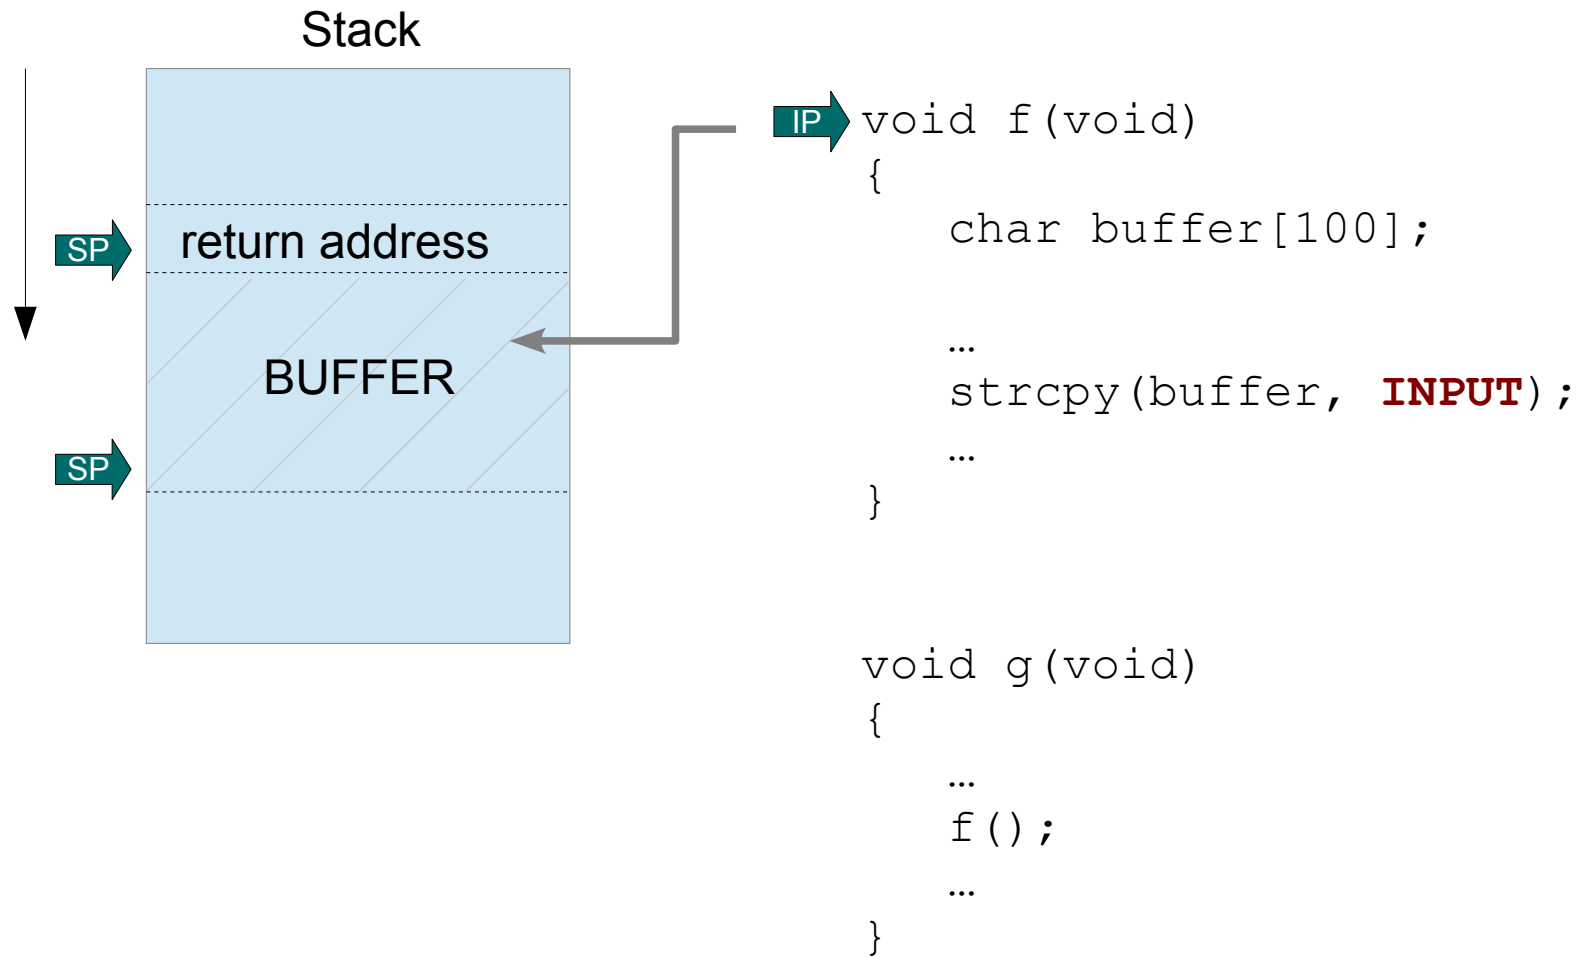 Stack
SP
return address
BUFFER
SP
IP
void f(void)
{
char buffer[100];
…
strcpy(buffer, INPUT);
…
}
void g(void)
{
…
f();
…
}